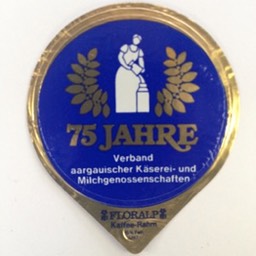 75 JAHRE
Verband
aargauischer Käserei- und
Milchgenossenschaften
FLORALP
Kaffee-Rahm